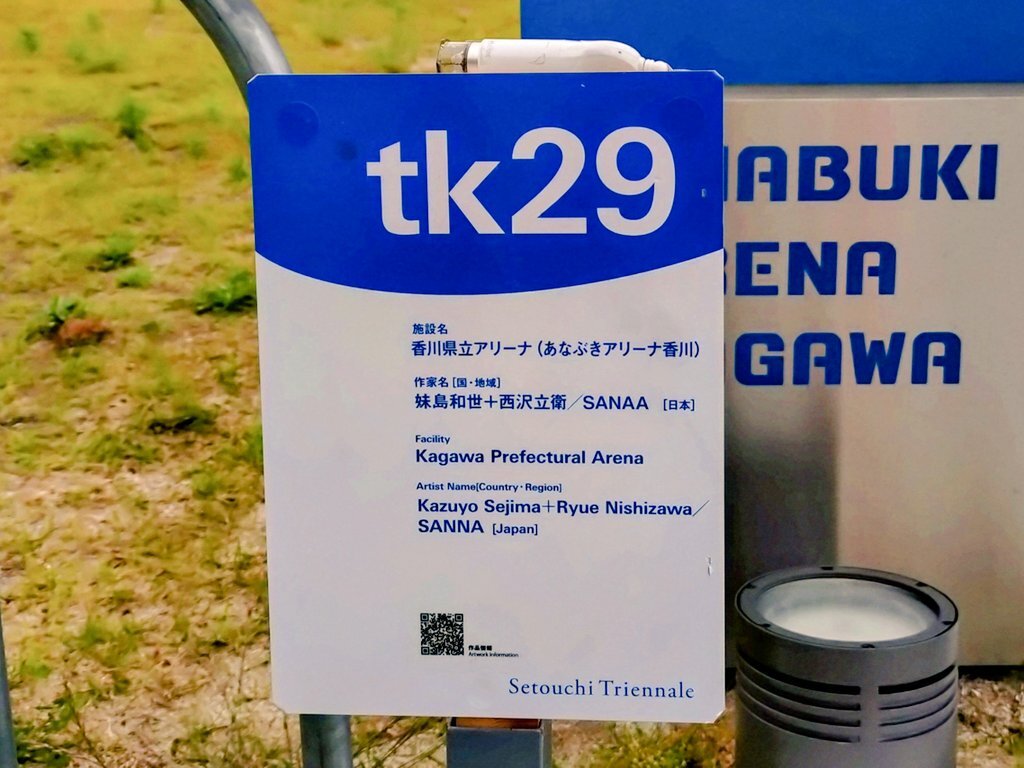 tk29
施設名
香川県立アリーナ（あなぶきアリーナ香川）
作家名［国・地域］
妹島和世＋西沢立衛／SANAA ［日本］
Facility
Kagawa Prefectural Arena
Artist Name[Country・Region]
Kazuyo Sejima＋Ryue Nishizawa／
SANNA [Japan]
作品情報
Artwork Information
Setouchi Triennale
ABUKI
ENA
GAWA